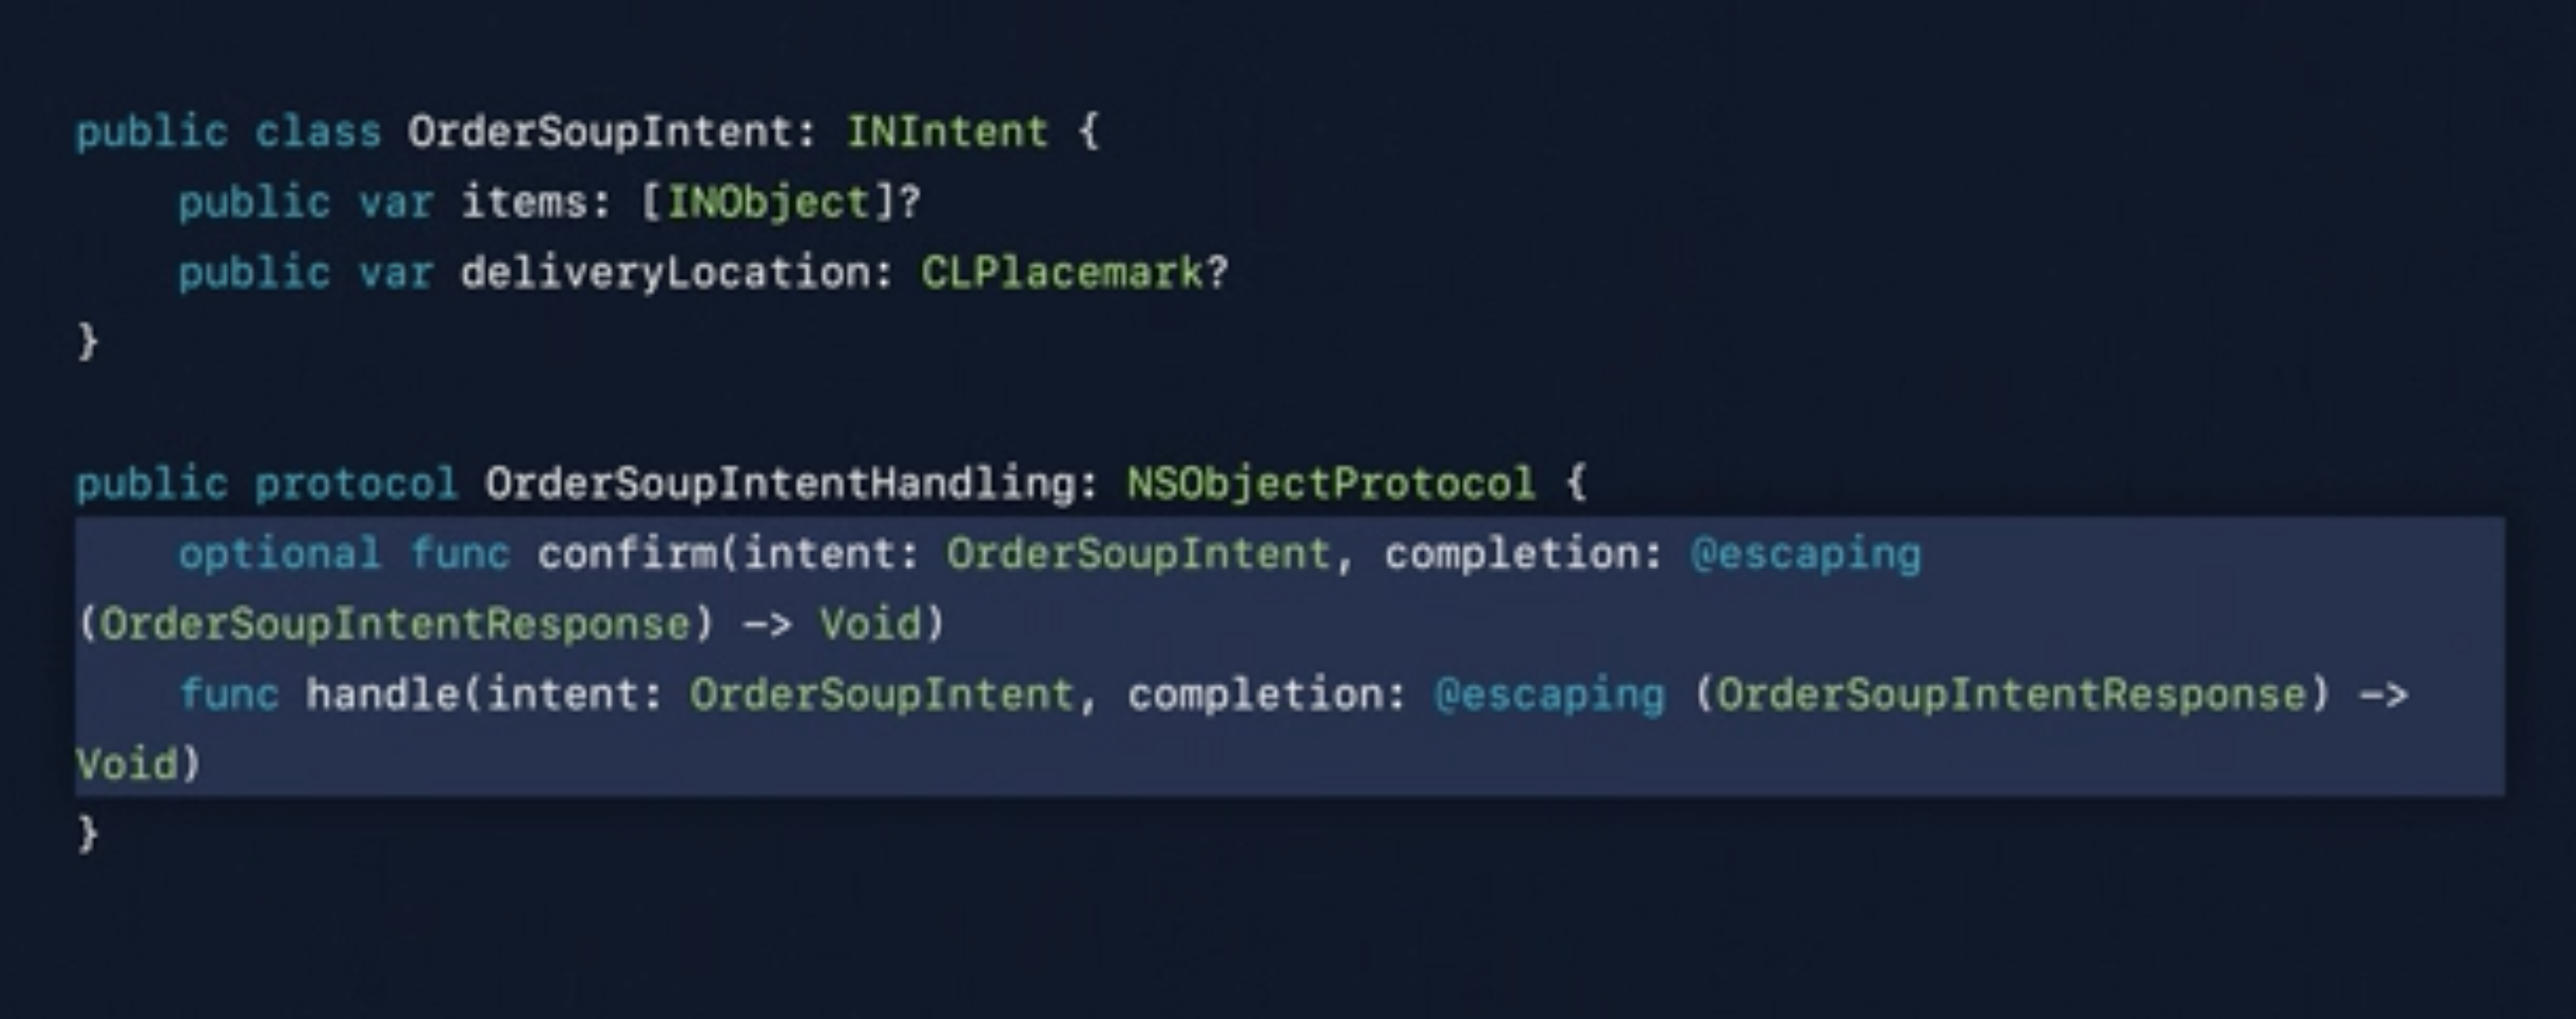 public class OrderSoupIntent: INIntent {
    public var items: [INObject]?
    public var deliveryLocation: CLPlacemark?
}
public protocol OrderSoupIntentHandling: NSObjectProtocol {
    optional func confirm(intent: OrderSoupIntent, completion: @escaping
(OrderSoupIntentResponse) -> Void)
    func handle(intent: OrderSoupIntent, completion: @escaping (OrderSoupIntentResponse) ->
Void)
}